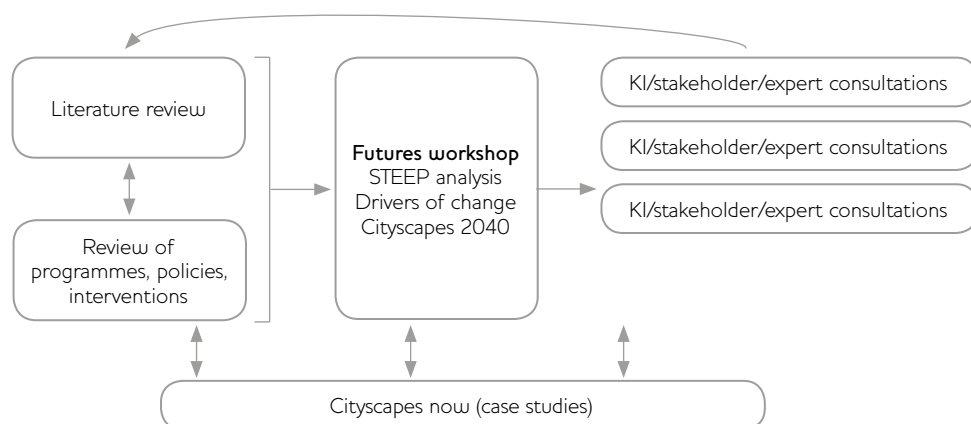 Literature review
Review of
programmes, policies,
interventions
Futures workshop
STEEP analysis
Drivers of change
Cityscapes 2040
KI/stakeholder/expert consultations
KI/stakeholder/expert consultations
KI/stakeholder/expert consultations
Cityscapes now (case studies)